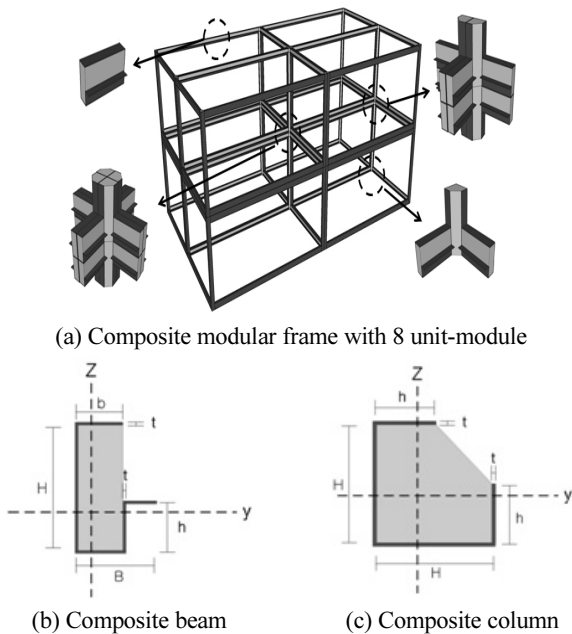 (a) Composite modular frame with 8 unit-module
Z
b
t
H
t
y
h
B
(b) Composite beam
Z
h
t
H
t
y
h
H
(c) Composite column